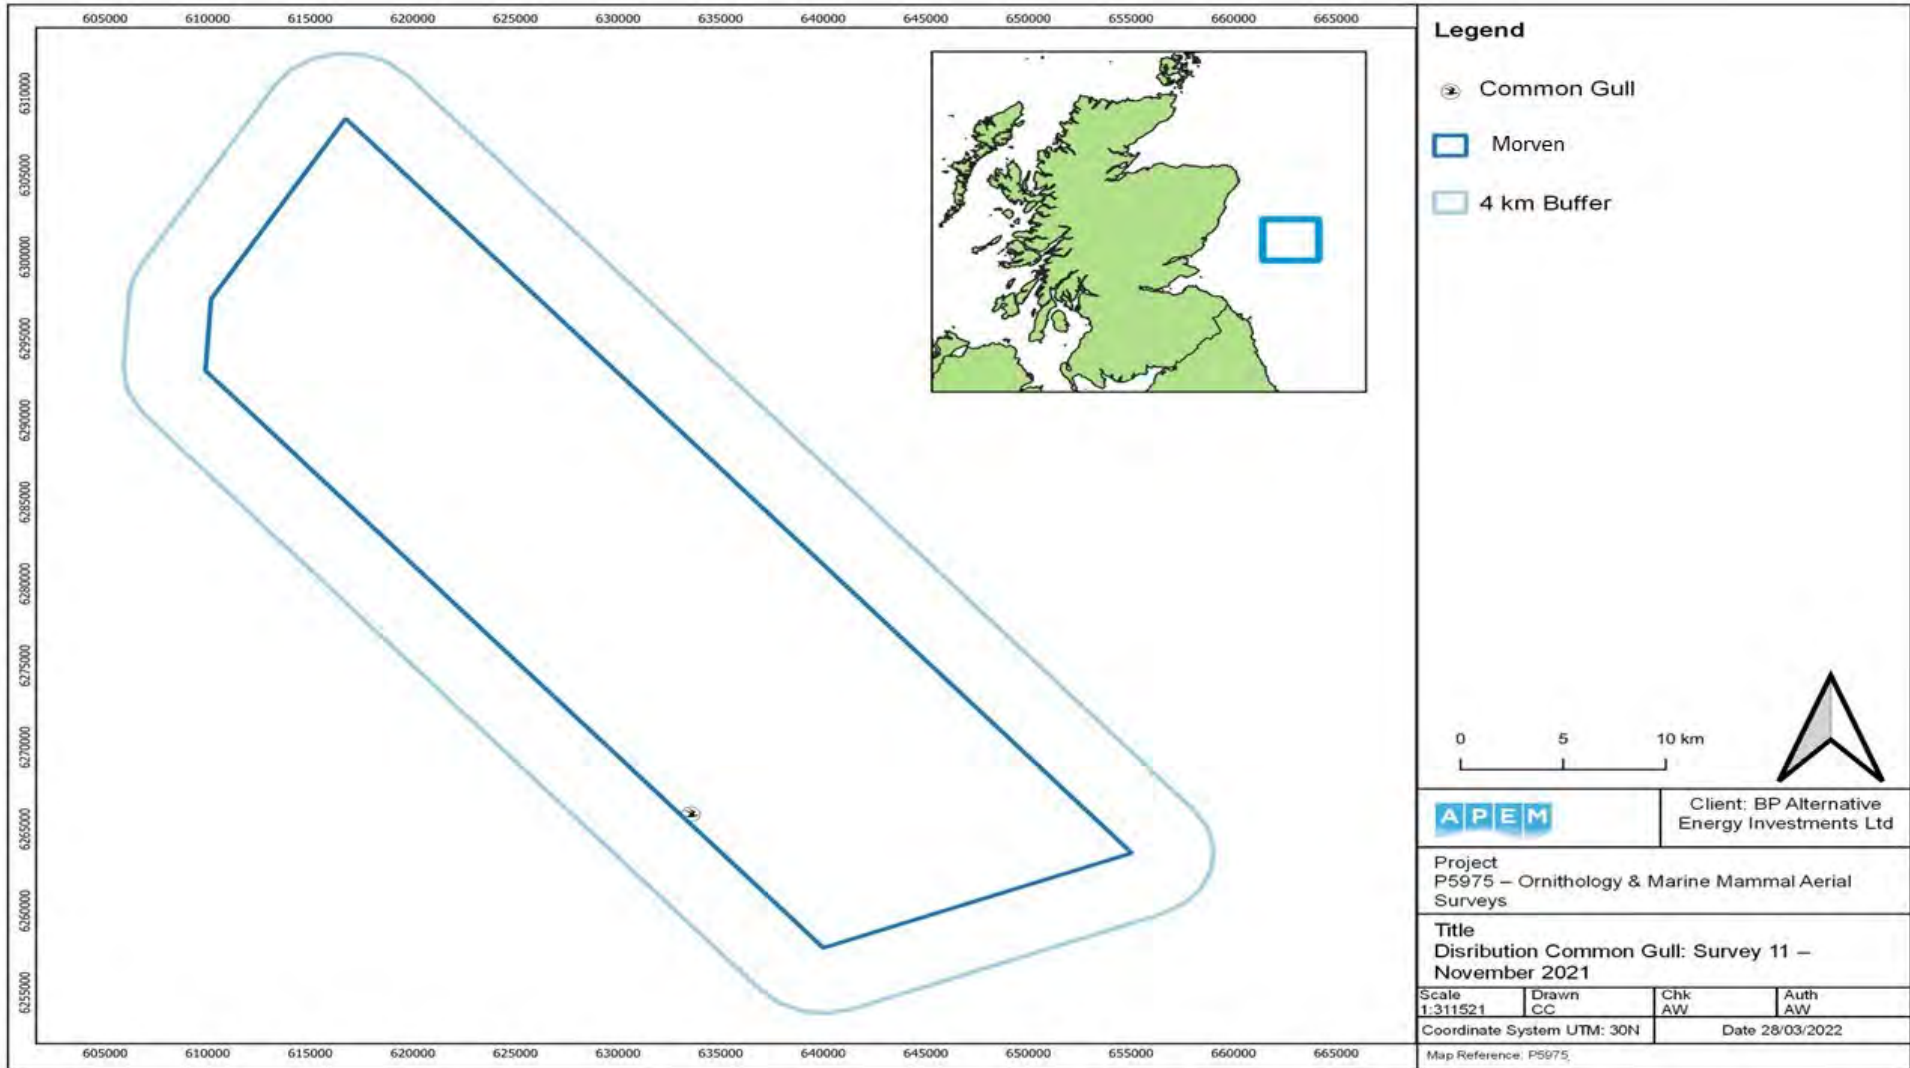 605000 610000 615000 620000 625000 630000 635000 640000 645000 650000 655000 660000 665000
6310000
6305000
6300000
6295000
6290000
6285000
6280000
6275000
6270000
6265000
6260000
6255000
605000 610000 615000 620000 625000 630000 635000 640000 645000 650000 655000 660000 665000
Legend
Common Gull
Morven
4 km Buffer
0 5 10 km
APEM
Client: BP Alternative
Energy Investments Ltd
Project
P5975 – Ornithology & Marine Mammal Aerial
Surveys
Title
Disribution Common Gull: Survey 11 –
November 2021
Scale Drawn Chk Auth
1:311521 CC AW AW
Coordinate System UTM: 30N Date 28/03/2022
Map Reference: P5975